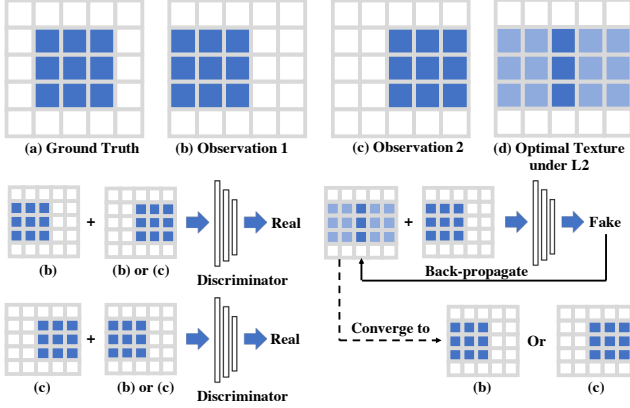 (a) Ground Truth
(b) Observation 1
(c) Observation 2
(d) Optimal Texture
under L2
+
Real
(b)
(b) or (c)
Discriminator
+
Fake
Back-propagate
+
Real
(c)
(b) or (c)
Discriminator
Converge to
Or
(b)
(c)